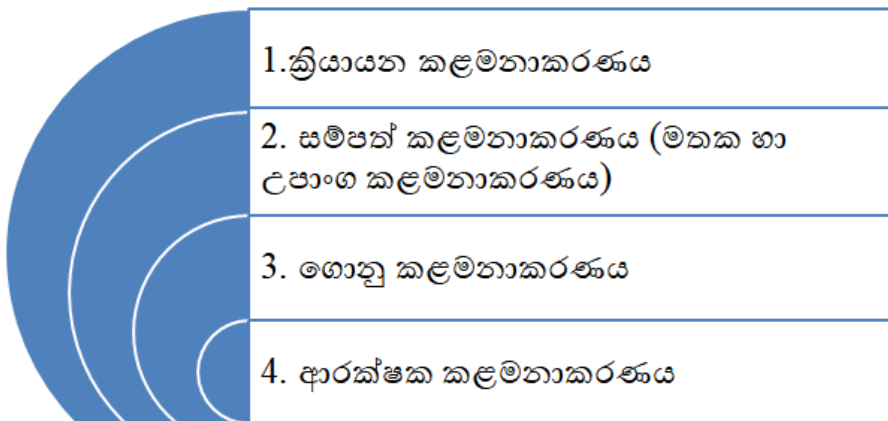 1.ක්‍රියායන කළමනාකරණය
2. සම්පත් කළමනාකරණය (මතක හා
උපාංග කළමනාකරණය)
3. ගොනු කළමනාකරණය
4. ආරක්ෂක කළමනාකරණය